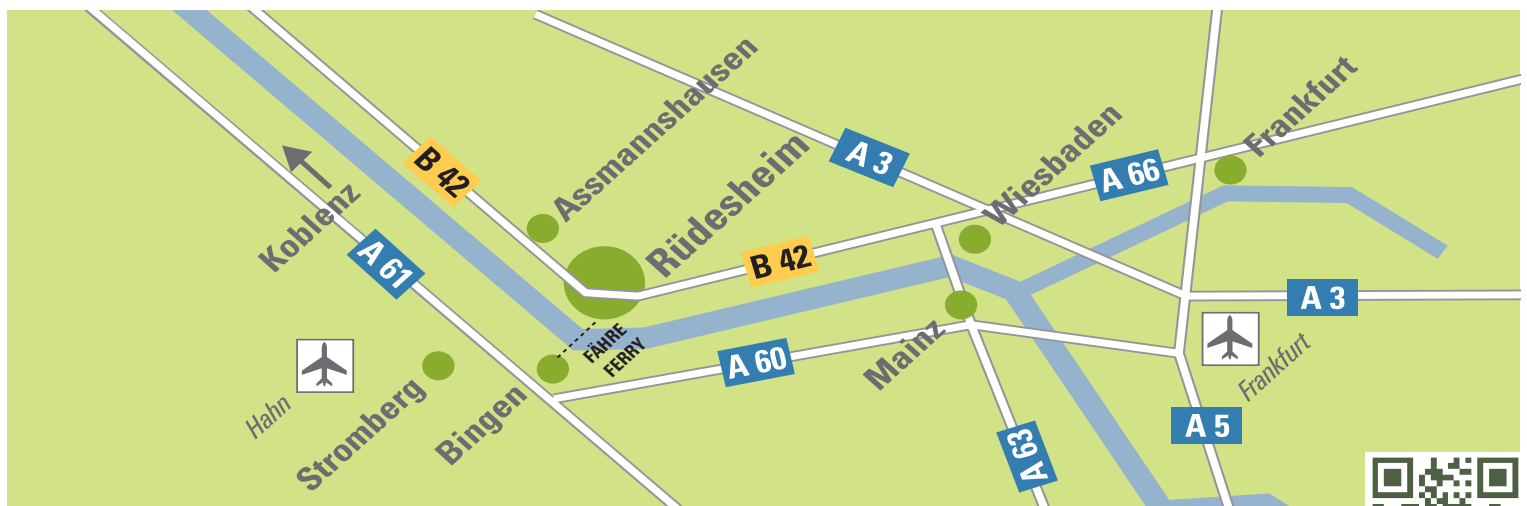 B 42
Assmannshausen
Rüdesheim
A 3
Wiesbaden
A 66
Frankfurt
Koblenz
A 61
B 42
A 3
FÄHRE
FERRY
A 60
Mainz
Frankfurt
Hahn
Stromberg
Bingen
A 63
A 5